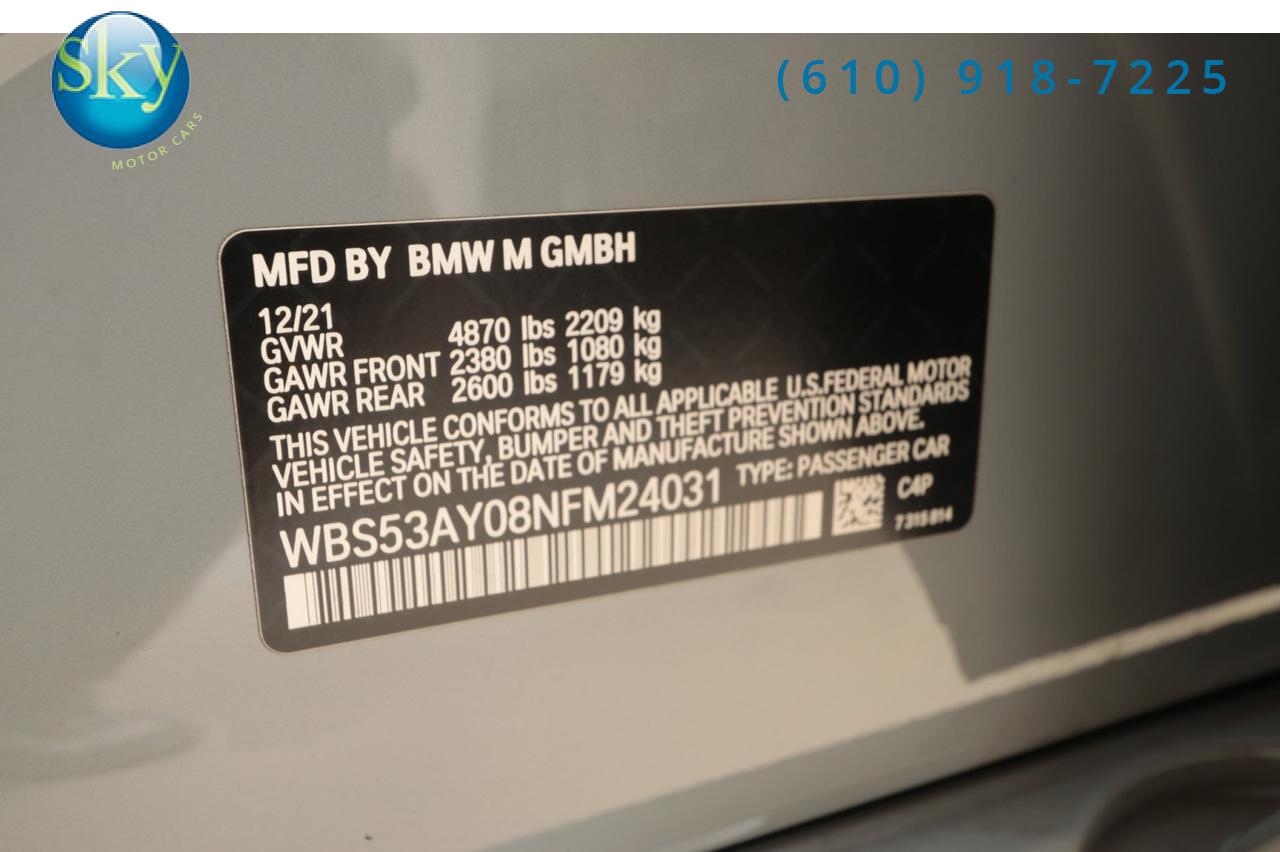 Sky
MOTOR CARS
(610) 918-7225
MFD BY BMW M GMBH
12/21
GVWR 4870 lbs 2209 kg
GAWR FRONT 2380 lbs 1080 kg
GAWR REAR 2600 lbs 1179 kg
THIS VEHICLE CONFORMS TO ALL APPLICABLE U.S.FEDERAL MOTOR
VEHICLE SAFETY, BUMPER AND THEFT PREVENTION STANDARDS
IN EFFECT ON THE DATE OF MANUFACTURE SHOWN ABOVE.
WBS53AY08NFM24031 TYPE: PASSENGER CAR
C4P
7 315 814